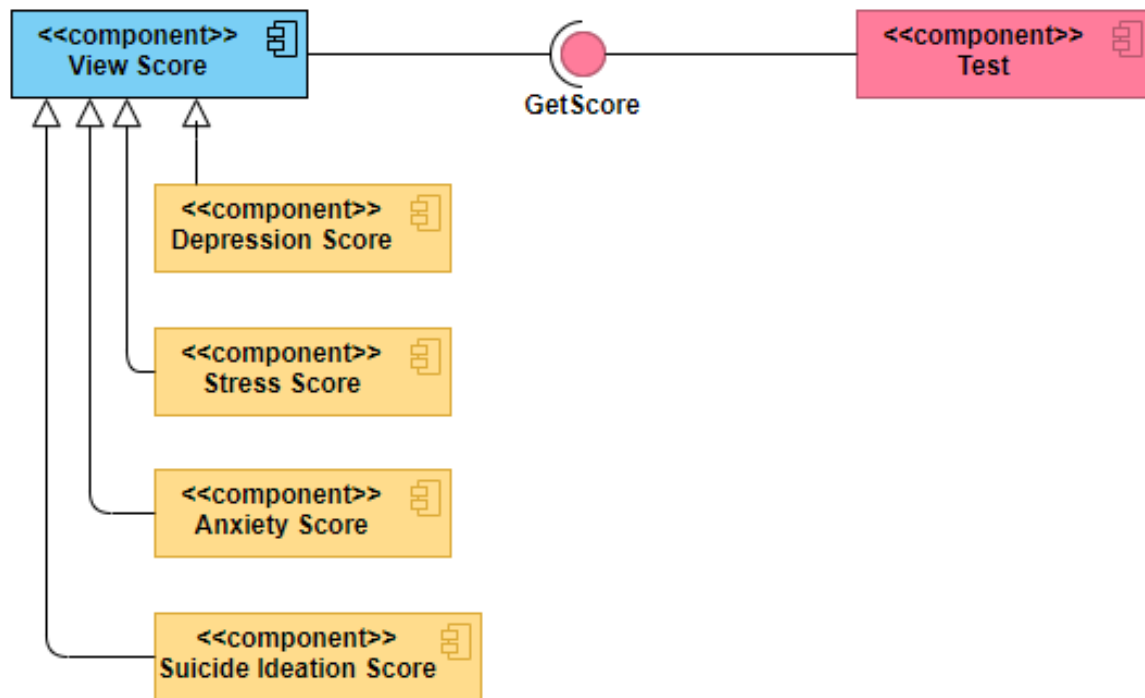 <<component>>
View Score
GetScore
<<component>>
Test
<<component>>
Depression Score
<<component>>
Stress Score
<<component>>
Anxiety Score
<<component>>
Suicide Ideation Score